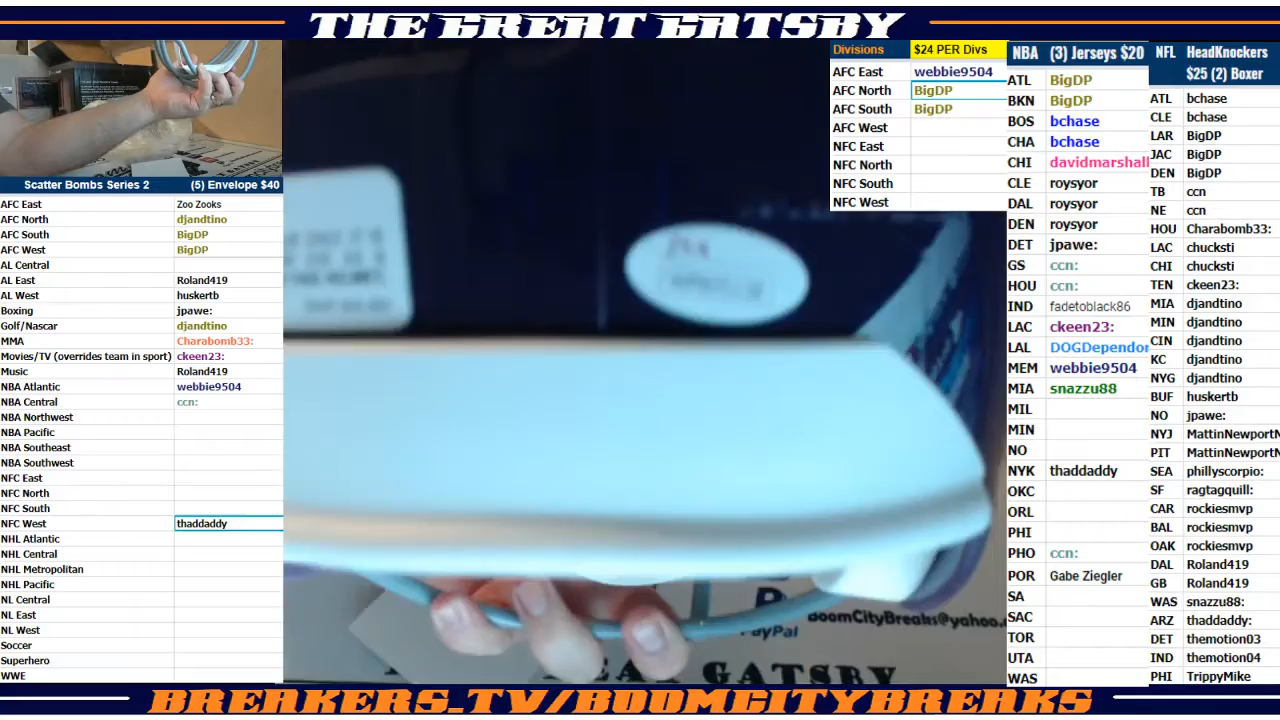 THE GREAT GATSBY
Divisions $24 PER Divs
AFC East webbie9504
AFC North BigDP
AFC South BigDP
AFC West
NFC East
NFC North
NFC South
NFC West
NBA (3) Jerseys $20
ATL BigDP
BKN BigDP
BOS bchase
CHA bchase
CHI davidmarshall
CLE roysyor
DAL roysyor
DEN roysyor
DET jpawe:
GS ccn:
HOU ccn:
IND fadetoblack86
LAC ckeen23:
LAL DOGDependor
MEM webbie9504
MIA snazzu88
MIL
MIN
NO
NYK thaddaddy
OKC
ORL
PHI
PHO ccn:
POR Gabe Ziegler
SA
SAC
TOR
UTA
WAS
NFL HeadKnockers
$25 (2) Boxer
ATL bchase
CLE bchase
LAR BigDP
JAC BigDP
DEN BigDP
TB ccn
NE ccn
HOU Charabomb33:
LAC chucksti
CHI chucksti
TEN ckeen23:
MIA djandtino
MIN djandtino
CIN djandtino
KC djandtino
NYG djandtino
BUF huskertb
NO jpawe:
NYJ MattinNewportN
PIT MattinNewportN
SEA phillyscorpio:
SF ragtagquill:
CAR rockiesmvp
BAL rockiesmvp
OAK rockiesmvp
DAL Roland419
GB Roland419
WAS snazzu88:
ARZ thaddaddy:
DET themotion03
IND themotion04
PHI TrippyMike
Scatter Bombs Series 2 (5) Envelope $40
AFC East Zoo Zooks
AFC North djandtino
AFC South BigDP
AFC West BigDP
AL Central
AL East Roland419
AL West huskertb
Boxing jpawe:
Golf/Nascar djandtino
MMA Charabomb33:
Movies/TV (overrides team in sport) ckeen23:
Music Roland419
NBA Atlantic webbie9504
NBA Central ccn:
NBA Northwest
NBA Pacific
NBA Southeast
NBA Southwest
NFC East
NFC North
NFC South
NFC West thaddaddy
NHL Atlantic
NHL Central
NHL Metropolitan
NHL Pacific
NL Central
NL East
NL West
Soccer
Superhero
WWE
BoomCityBreaks@yahoo.
PayPal
GATSBY
BREAKERS.TV/BOOMCITYBREAKS